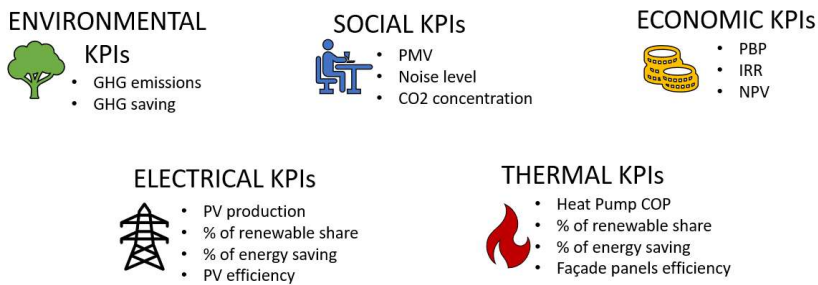 ENVIRONMENTAL
KPIs
• GHG emissions
• GHG saving
SOCIAL KPIs
• PMV
• Noise level
• CO2 concentration
ECONOMIC KPIs
• PBP
• IRR
• NPV
ELECTRICAL KPIs
• PV production
• % of renewable share
• % of energy saving
• PV efficiency
THERMAL KPIs
• Heat Pump COP
• % of renewable share
• % of energy saving
• Façade panels efficiency